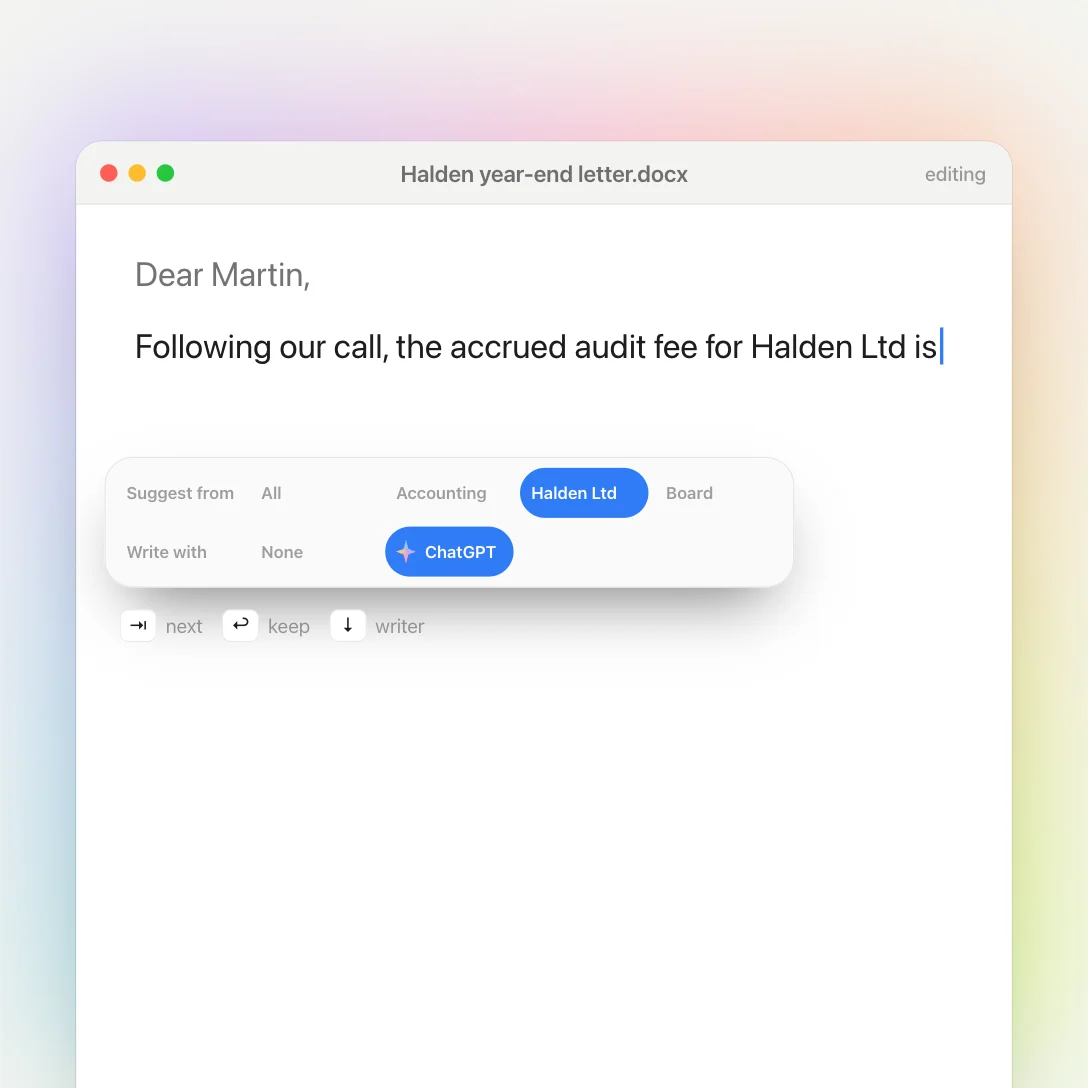 Halden year-end letter.docx editing
Dear Martin,
Following our call, the accrued audit fee for Halden Ltd is
Suggest from All Accounting Halden Ltd Board
Write with None ChatGPT
next keep writer